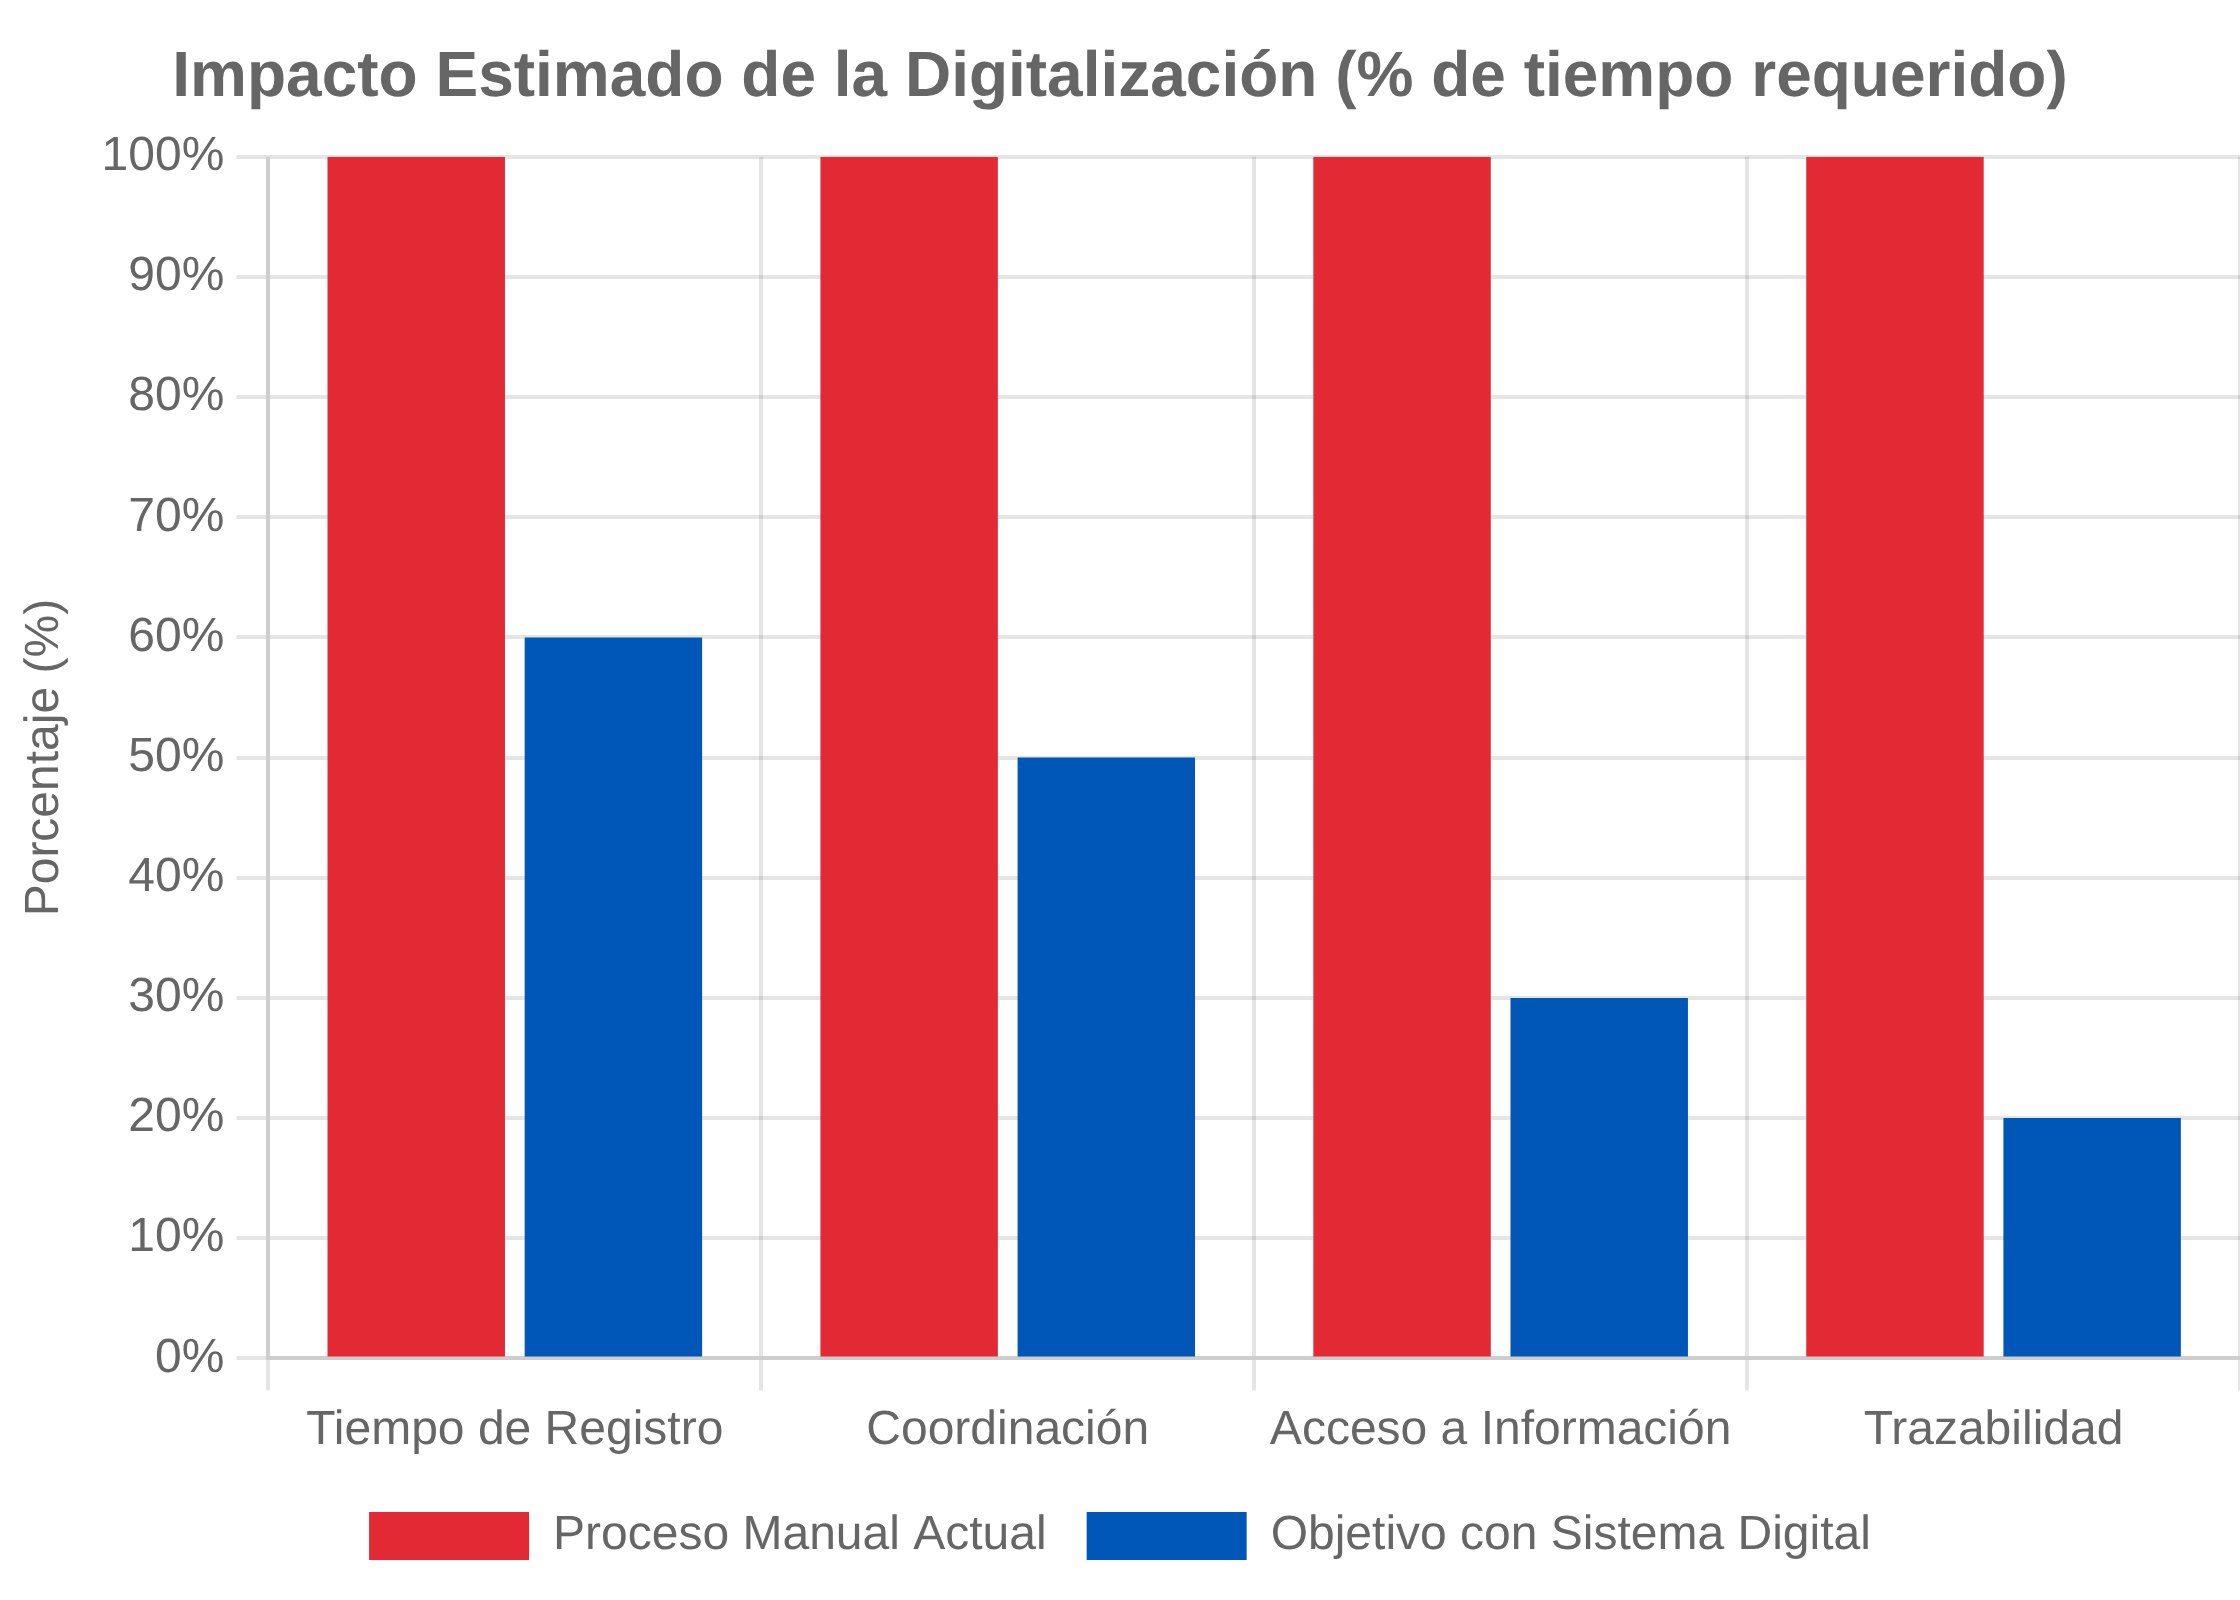 Impacto Estimado de la Digitalización (% de tiempo requerido)
Porcentaje (%)
100%
90%
80%
70%
60%
50%
40%
30%
20%
10%
0%
Tiempo de Registro
Coordinación
Acceso a Información
Trazabilidad
Proceso Manual Actual
Objetivo con Sistema Digital